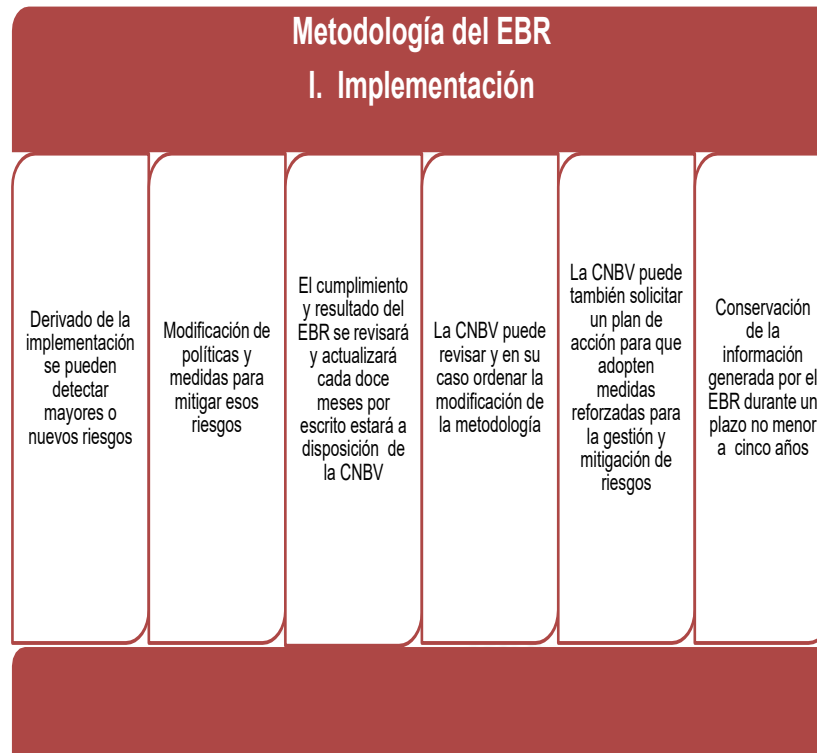 Metodología del EBR
I. Implementación
Derivado de la
implementación
se pueden
detectar
mayores o
nuevos riesgos
Modificación de
políticas y
medidas para
mitigar esos
riesgos
El cumplimiento
y resultado del
EBR se revisará
y actualizará
cada doce
meses por
escrito estará a
disposición de
la CNBV
La CNBV puede
revisar y en su
caso ordenar la
modificación de
la metodología
La CNBV puede
también solicitar
un plan de
acción para que
adopten
medidas
reforzadas para
la gestión y
mitigación de
riesgos
Conservación
de la
información
generada por el
EBR durante un
plazo no menor
a cinco años